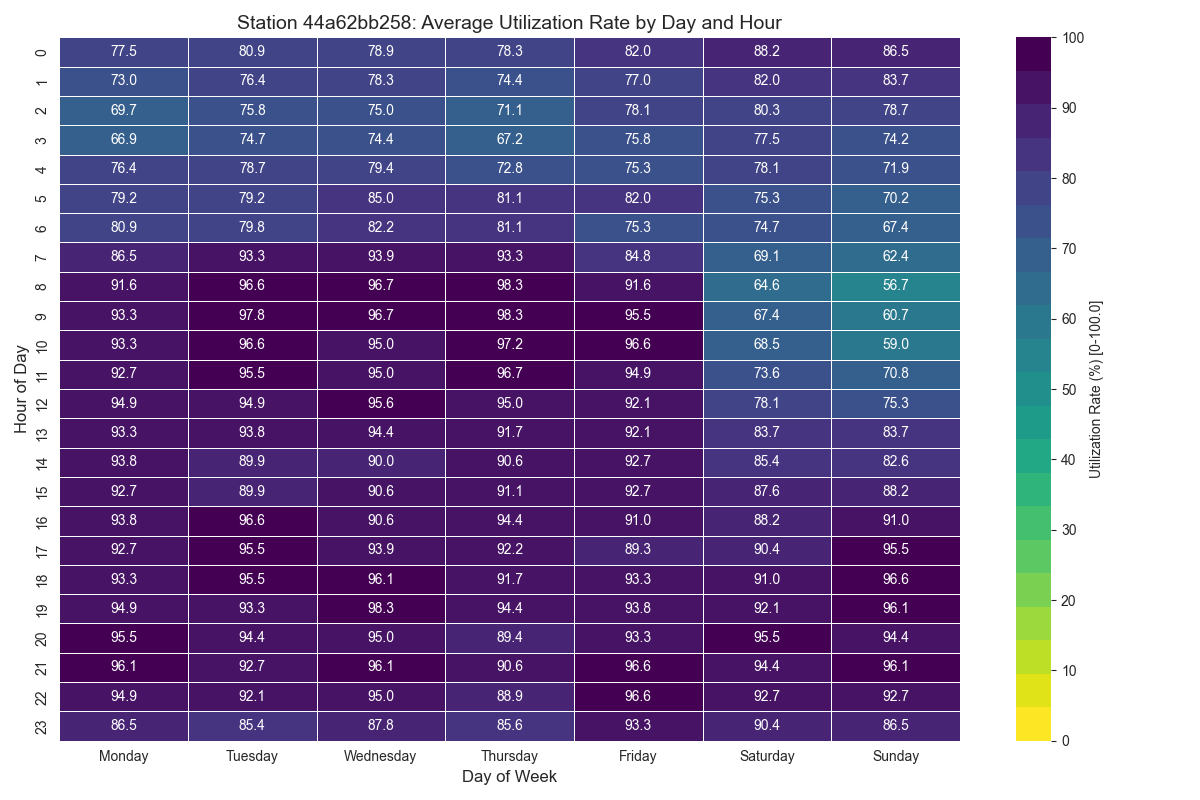 Station 44a62bb258: Average Utilization Rate by Day and Hour
0 77.5 80.9 78.9 78.3 82.0 88.2 86.5
1 73.0 76.4 78.3 74.4 77.0 82.0 83.7
2 69.7 75.8 75.0 71.1 78.1 80.3 78.7
3 66.9 74.7 74.4 67.2 75.8 77.5 74.2
4 76.4 78.7 79.4 72.8 75.3 78.1 71.9
5 79.2 79.2 85.0 81.1 82.0 75.3 70.2
6 80.9 79.8 82.2 81.1 75.3 74.7 67.4
7 86.5 93.3 93.9 93.3 84.8 69.1 62.4
8 91.6 96.6 96.7 98.3 91.6 64.6 56.7
9 93.3 97.8 96.7 98.3 95.5 67.4 60.7
10 93.3 96.6 95.0 97.2 96.6 68.5 59.0
11 92.7 95.5 95.0 96.7 94.9 73.6 70.8
12 94.9 94.9 95.6 95.0 92.1 78.1 75.3
13 93.3 93.8 94.4 91.7 92.1 83.7 83.7
14 93.8 89.9 90.0 90.6 92.7 85.4 82.6
15 92.7 89.9 90.6 91.1 92.7 87.6 88.2
16 93.8 96.6 90.6 94.4 91.0 88.2 91.0
17 92.7 95.5 93.9 92.2 89.3 90.4 95.5
18 93.3 95.5 96.1 91.7 93.3 91.0 96.6
19 94.9 93.3 98.3 94.4 93.8 92.1 96.1
20 95.5 94.4 95.0 89.4 93.3 95.5 94.4
21 96.1 92.7 96.1 90.6 96.6 94.4 96.1
22 94.9 92.1 95.0 88.9 96.6 92.7 92.7
23 86.5 85.4 87.8 85.6 93.3 90.4 86.5
Monday Tuesday Wednesday Thursday Friday Saturday Sunday
Day of Week
Hour of Day
100
90
80
70
60
50
40
30
20
10
0
Utilization Rate (%) [0-100.0]